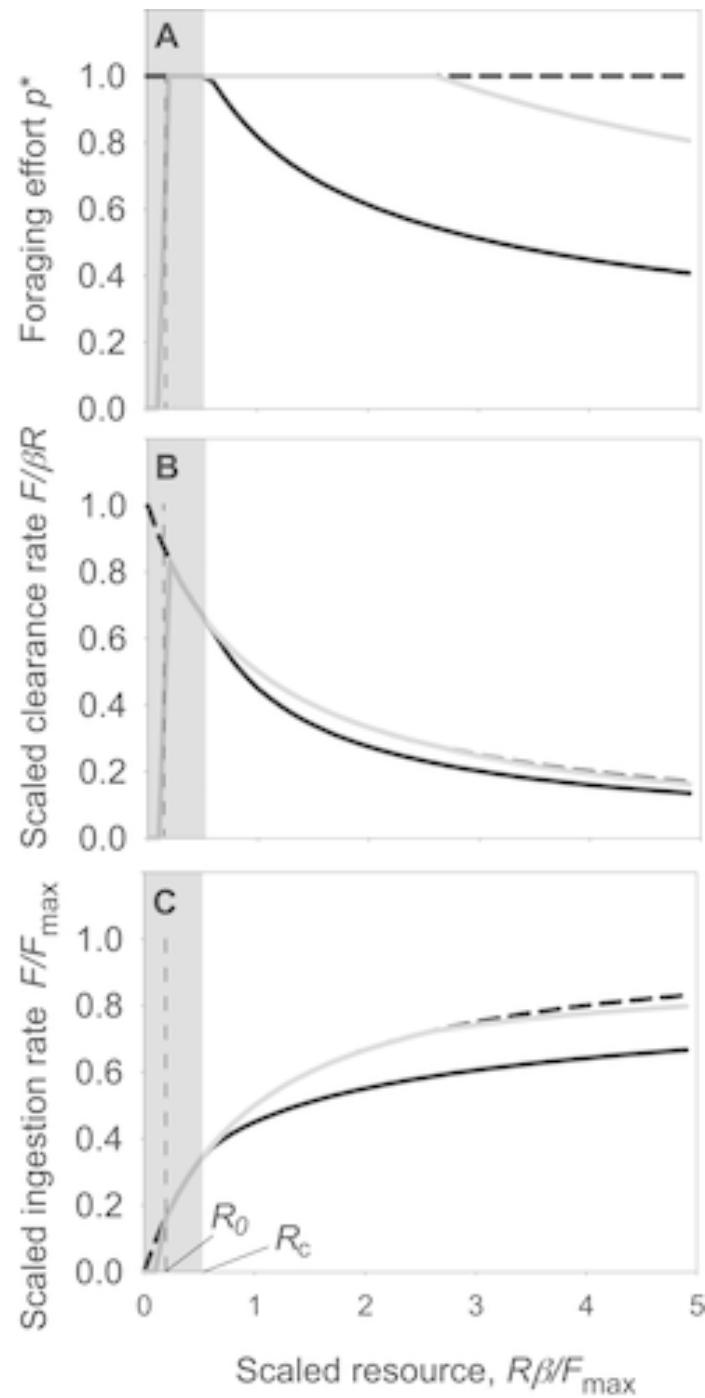 A
Foraging effort p*
1.0
0.8
0.6
0.4
0.2
0.0
B
Scaled clearance rate F/βR
1.0
0.8
0.6
0.4
0.2
0.0
C
Scaled ingestion rate F/Fmax
1.0
0.8
0.6
0.4
0.2
0.0
R0
Rc
0 1 2 3 4 5
Scaled resource, Rβ/Fmax